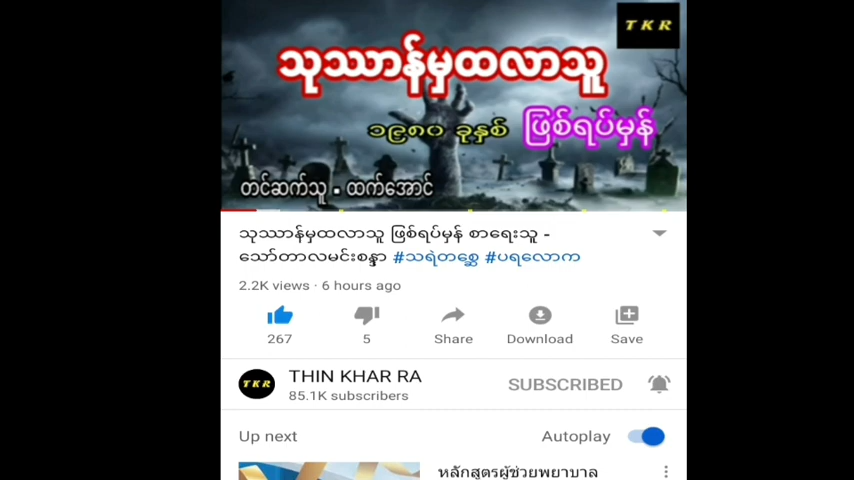 TKR
သုဿာန်မှထလာသူ
၁၉၈၀ ခုနှစ် ဖြစ်ရပ်မှန်
တင်ဆက်သူ - ထက်အောင်
သုဿာန်မှထလာသူ ဖြစ်ရပ်မှန် စာရေးသူ -
သော်တာလမင်းစန္ဒာ #သရဲတစ္ဆေ #ပရလောက
2.2K views · 6 hours ago
267 5 Share Download Save
TKR THIN KHAR RA SUBSCRIBED
85.1K subscribers
Up next Autoplay
หลักสูตรผู้ช่วยพยาบาล